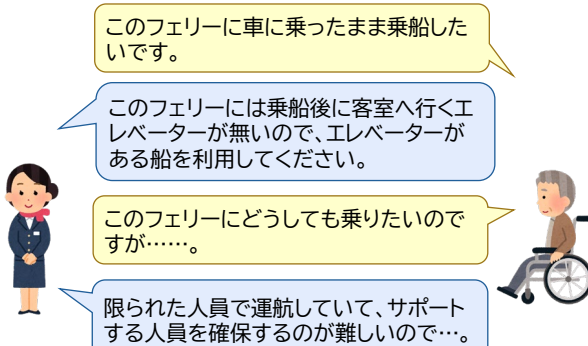 このフェリーに車に乗ったまま乗船した
いです。
このフェリーには乗船後に客室へ行くエ
レベーターが無いので、エレベーターが
ある船を利用してください。
このフェリーにどうしても乗りたいので
すが……。
限られた人員で運航していて、サポート
する人員を確保するのが難しいので…。